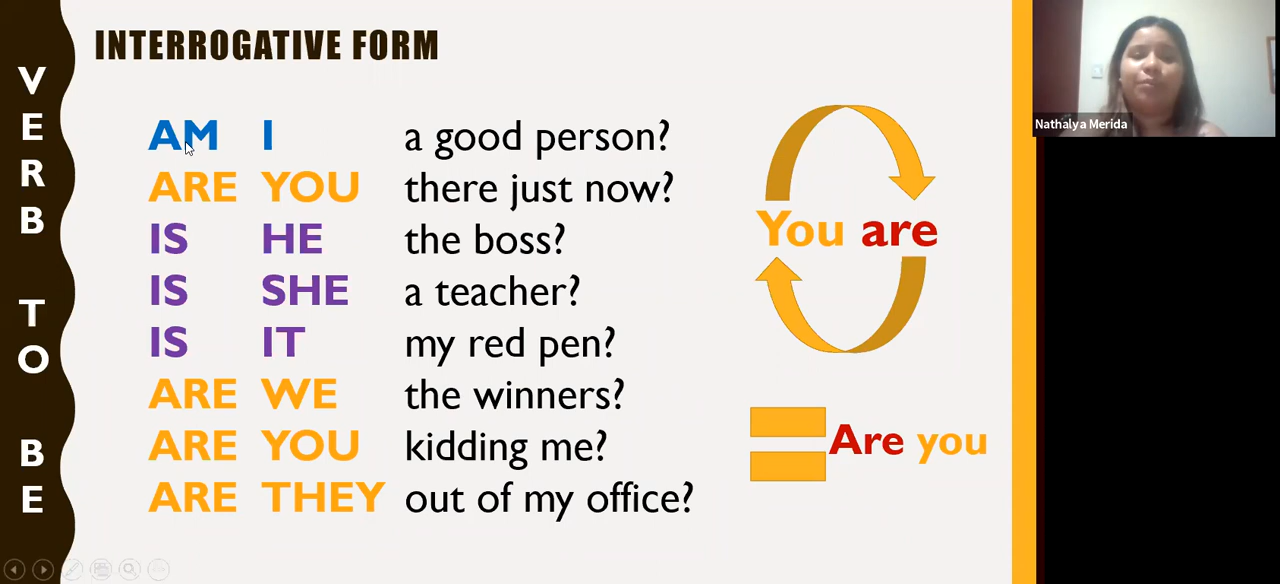 VERB TO BE
INTERROGATIVE FORM
AM I a good person?
ARE YOU there just now?
IS HE the boss?
IS SHE a teacher?
IS IT my red pen?
ARE WE the winners?
ARE YOU kidding me?
ARE THEY out of my office?
You are
Are you
Nathalya Merida